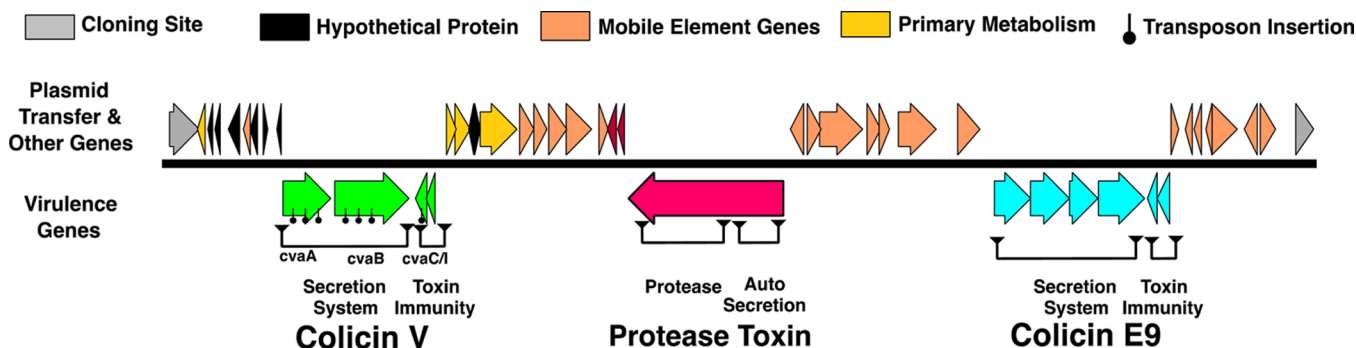 Cloning Site
Hypothetical Protein
Mobile Element Genes
Primary Metabolism
Transposon Insertion
Plasmid
Transfer &
Other Genes
Virulence
Genes
cvaA
cvaB
cvaC/I
Secretion
System
Toxin
Immunity
Colicin V
Protease
Auto
Secretion
Protease Toxin
Secretion
System
Toxin
Immunity
Colicin E9